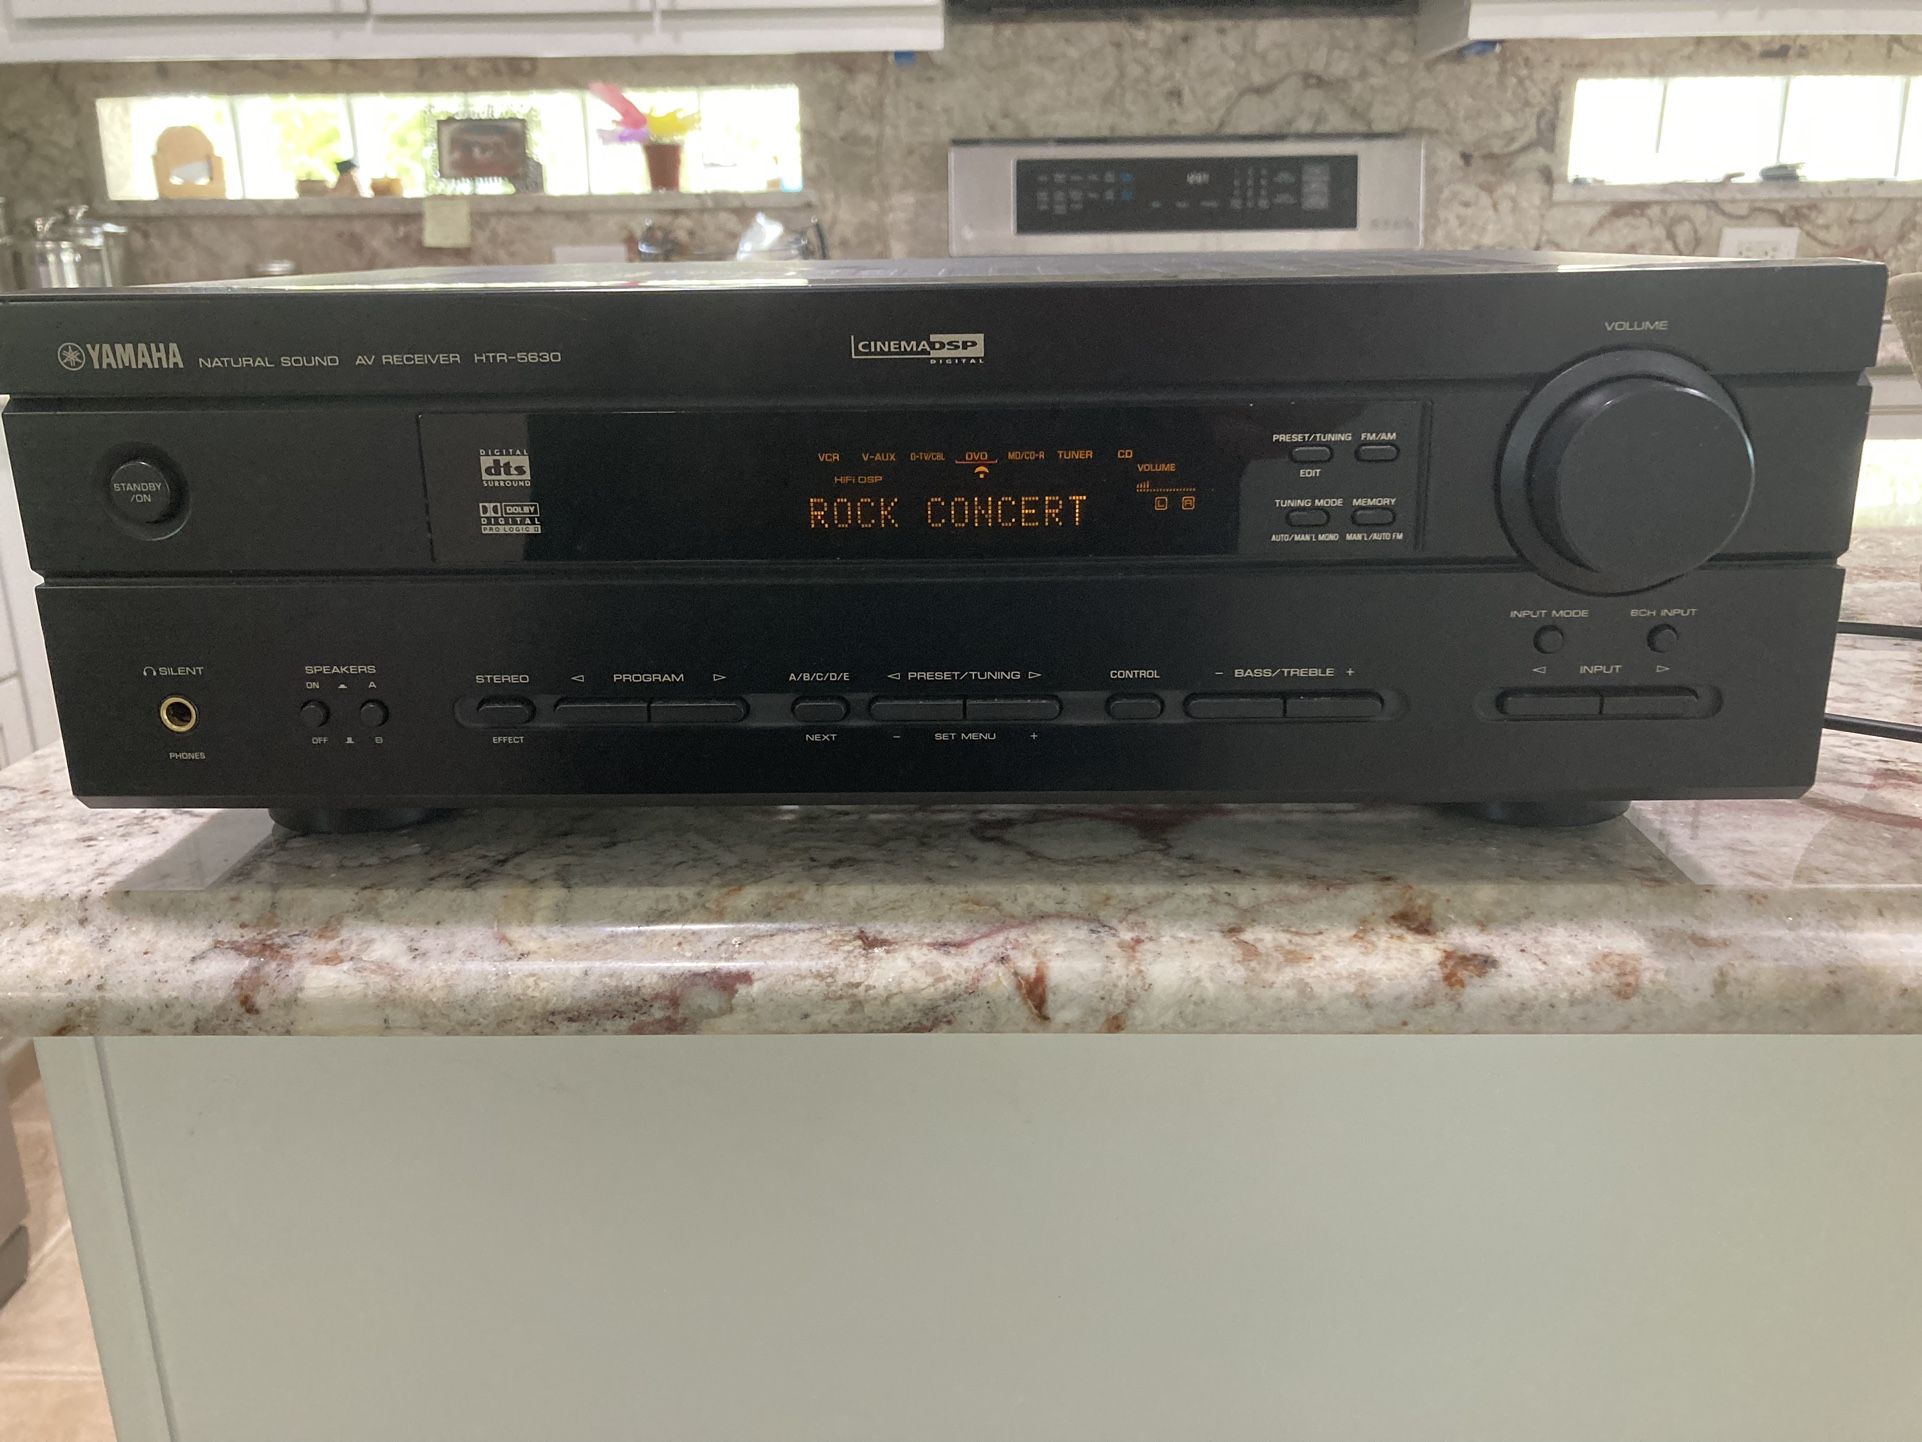 YAMAHA NATURAL SOUND AV RECEIVER HTR-5630
CINEMA DSP
DIGITAL
VOLUME
STANDBY
/ON
DIGITAL
dts
SURROUND
DOLBY
DIGITAL
PRO LOGIC II
VCR V-AUX D-TV/CBL DVD MD/CD-R TUNER CD
HiFi DSP
VOLUME
L R
ROCK CONCERT
PRESET/TUNING FM/AM
EDIT
TUNING MODE MEMORY
AUTO/MAN'L MONO MAN'L/AUTO FM
INPUT MODE 6CH INPUT
INPUT
SILENT
PHONES
SPEAKERS
ON A
OFF B
STEREO
EFFECT
PROGRAM
A/B/C/D/E
NEXT
PRESET/TUNING
– SET MENU +
CONTROL
– BASS/TREBLE +